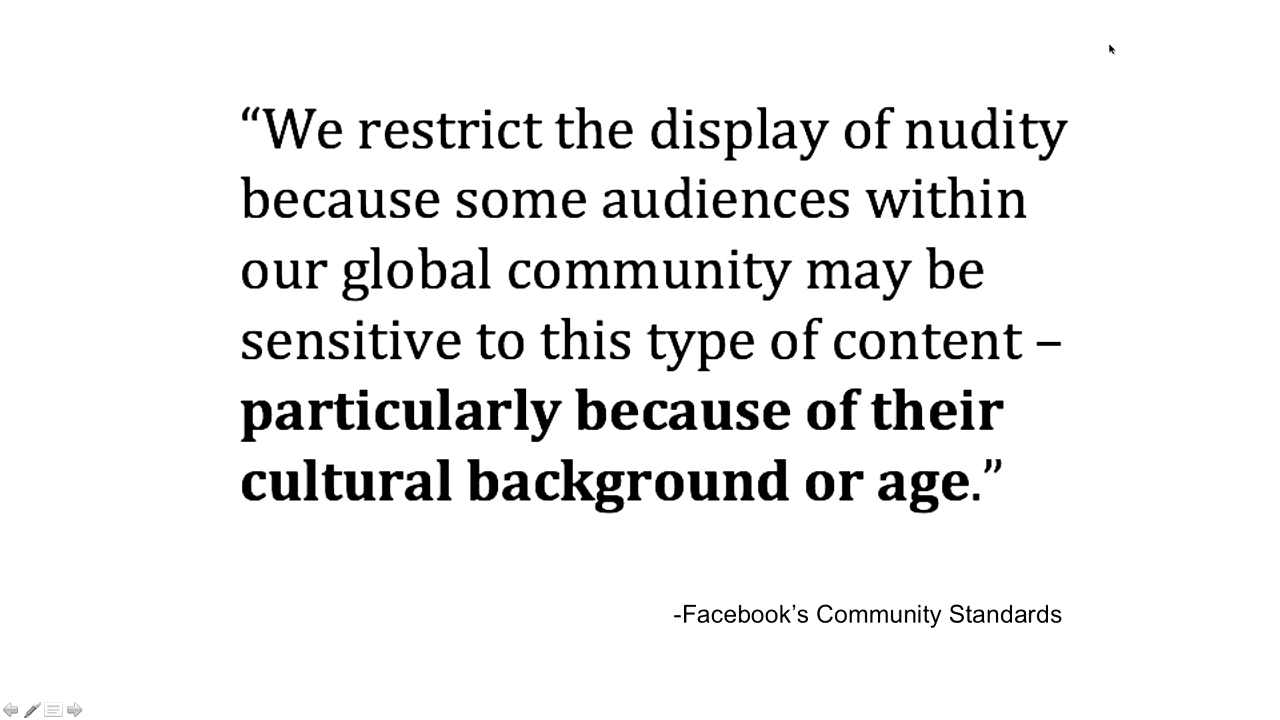 “We restrict the display of nudity
because some audiences within
our global community may be
sensitive to this type of content –
particularly because of their
cultural background or age.”
-Facebook’s Community Standards